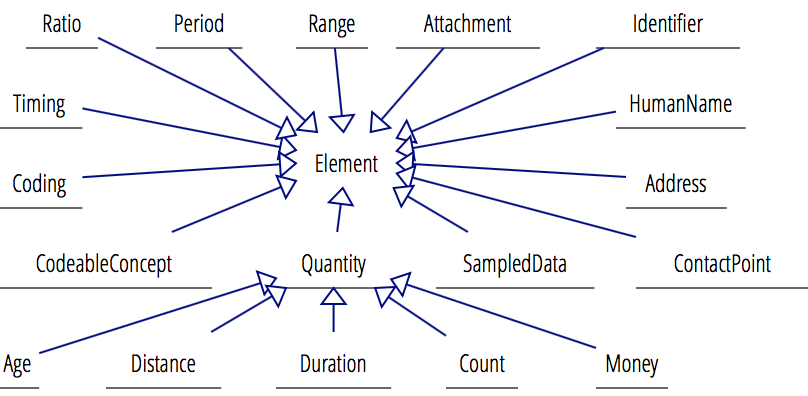 Ratio Period Range Attachment Identifier
Timing HumanName
Element
Coding Address
CodeableConcept Quantity SampledData ContactPoint
Age Distance Duration Count Money